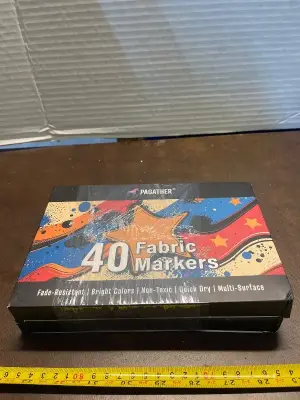 PAGATHER
40 Fabric
Markers
Fade-Resistant | Bright Colors | Non-Toxic | Quick Dry | Multi-Surface